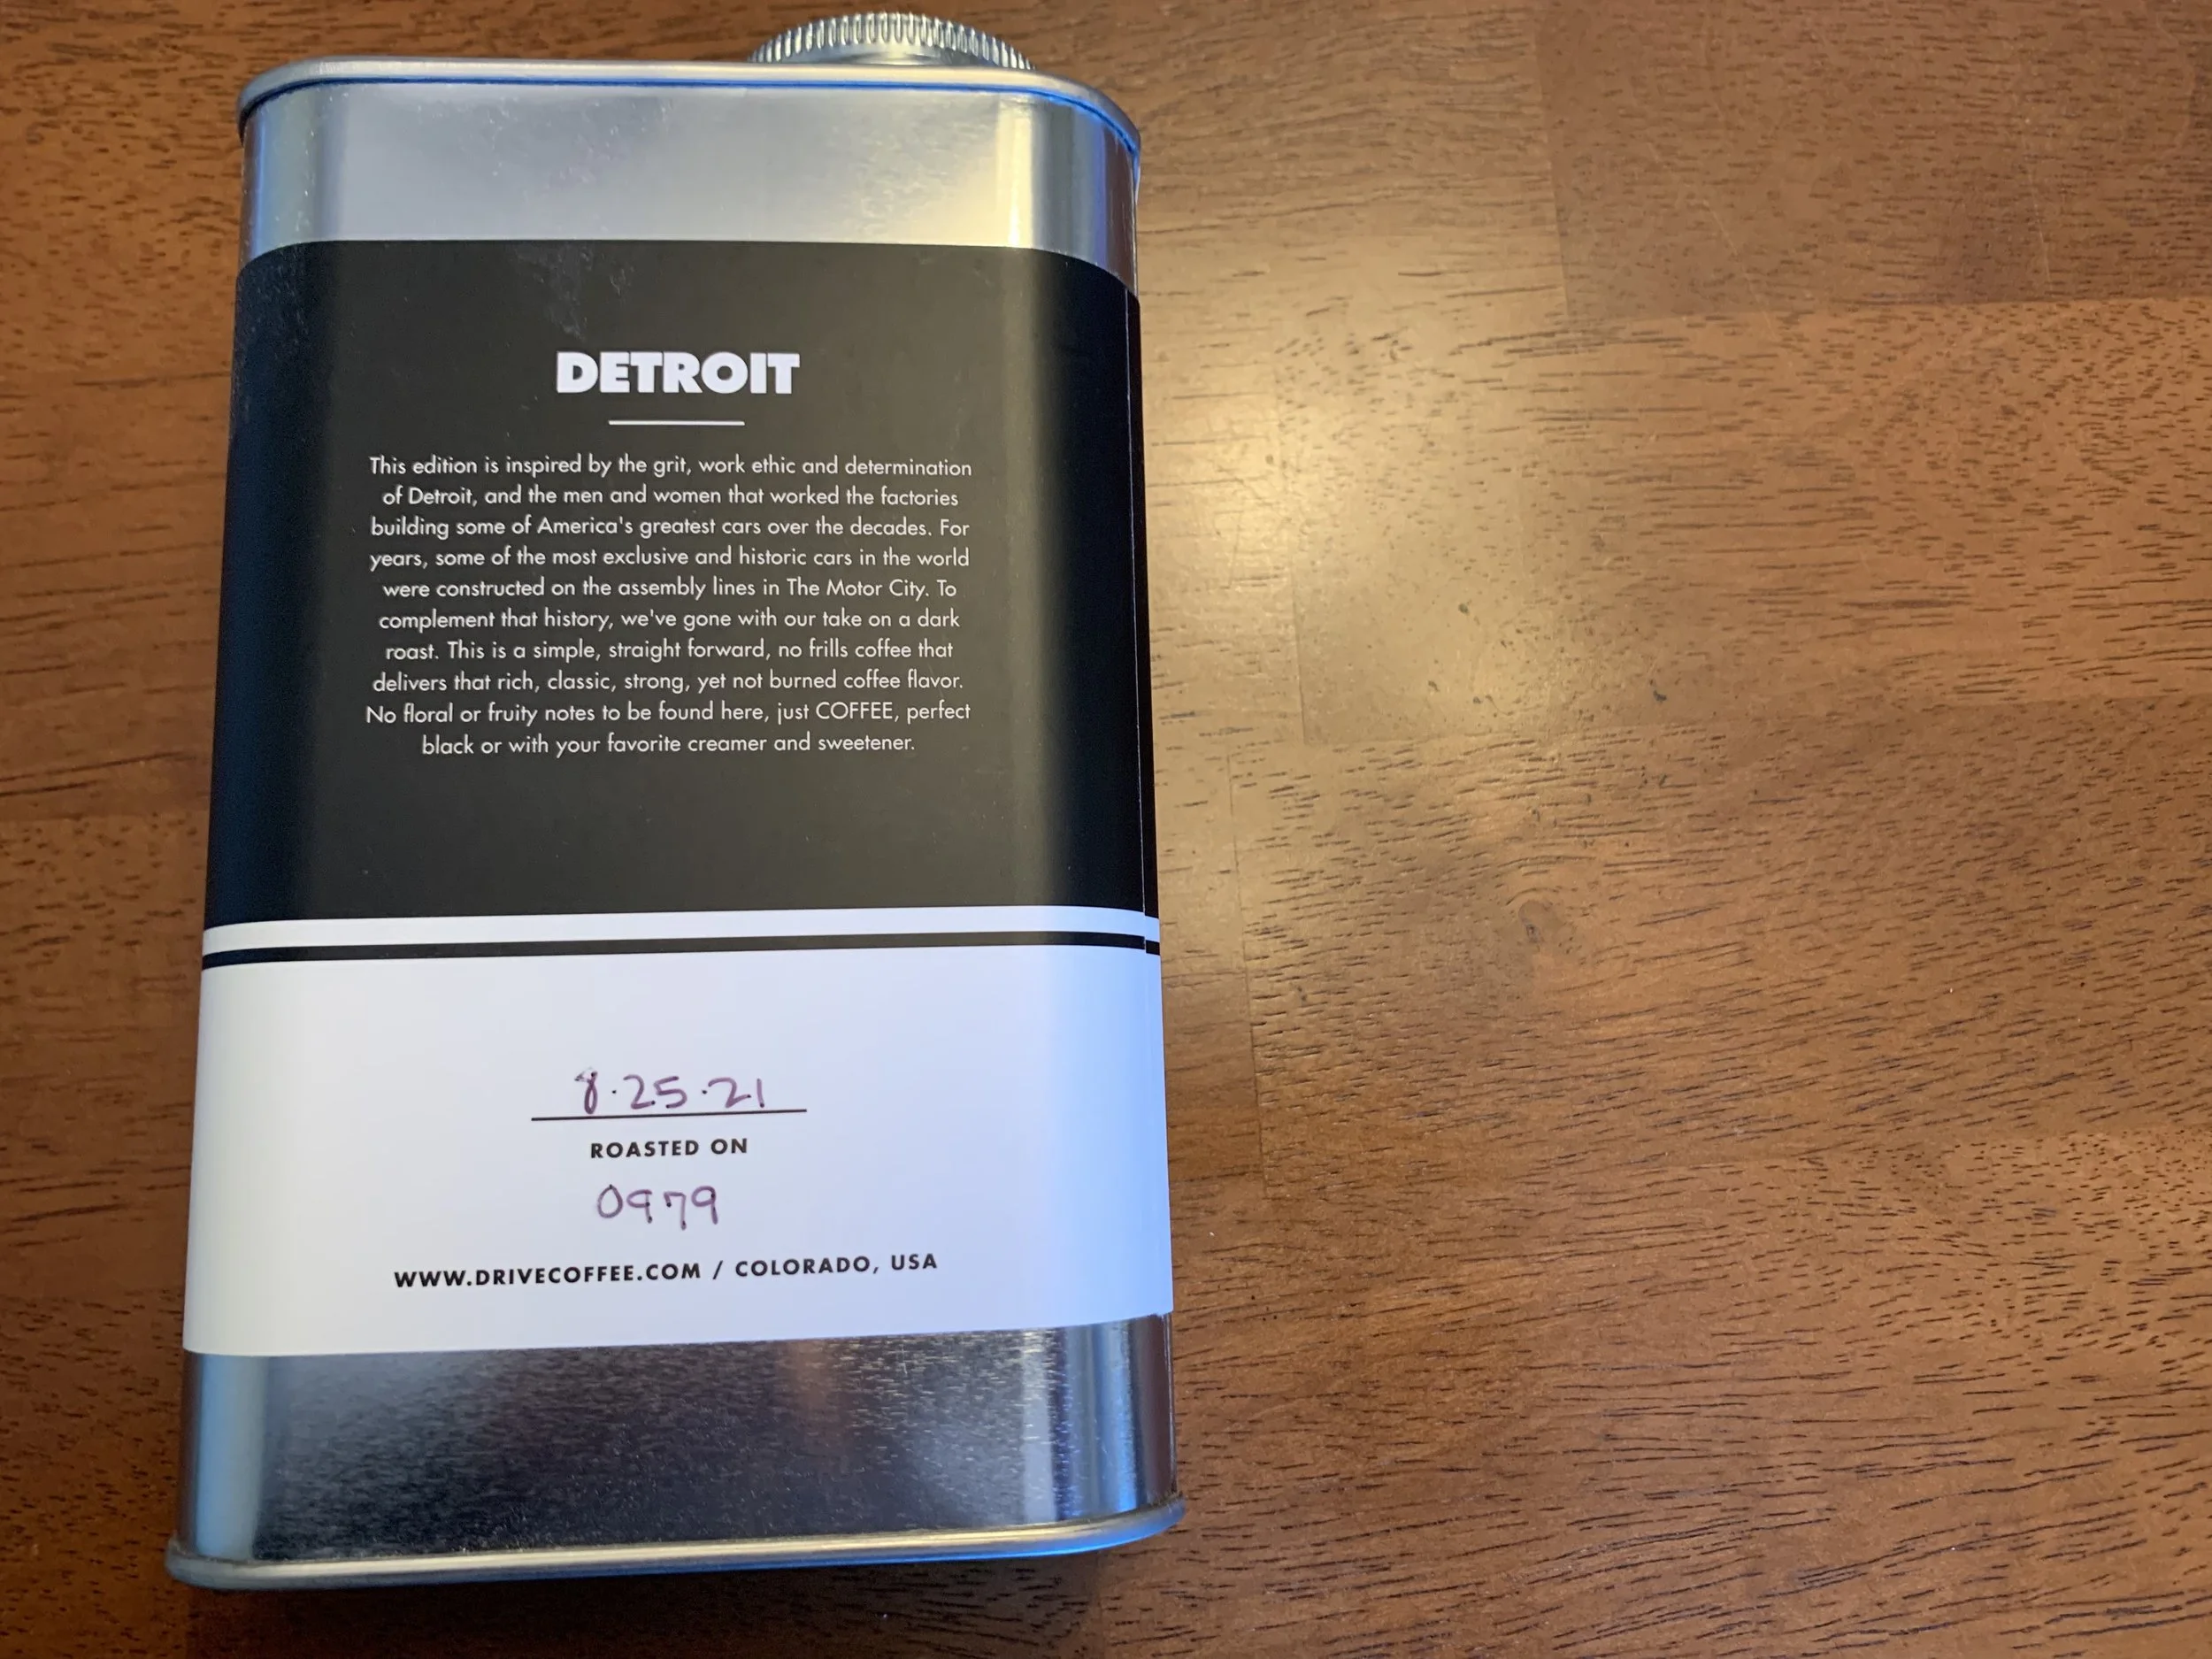 DETROIT
This edition is inspired by the grit, work ethic and determination
of Detroit, and the men and women that worked the factories
building some of America's greatest cars over the decades. For
years, some of the most exclusive and historic cars in the world
were constructed on the assembly lines in The Motor City. To
complement that history, we've gone with our take on a dark
roast. This is a simple, straight forward, no frills coffee that
delivers that rich, classic, strong, yet not burned coffee flavor.
No floral or fruity notes to be found here, just COFFEE, perfect
black or with your favorite creamer and sweetener.
8.25.21
ROASTED ON
0979
WWW.DRIVECOFFEE.COM / COLORADO, USA